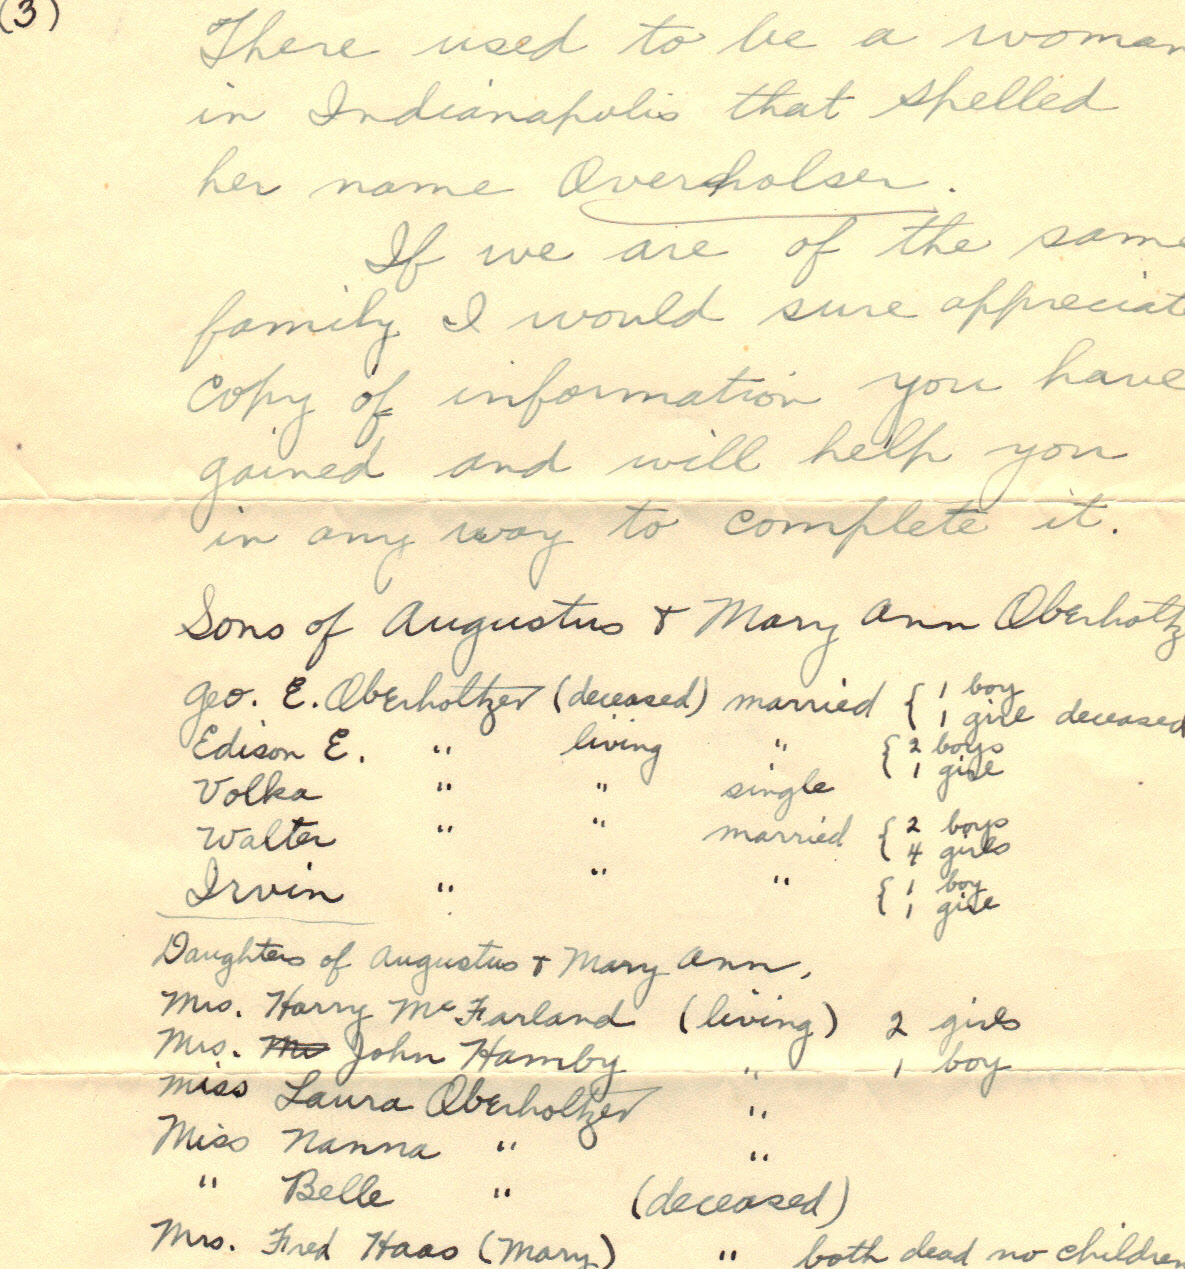 (3)
There used to be a woman
in Indianapolis that spelled
her name Overholser.
If we are of the same
family I would sure appreciate
copy of information you have
gained and will help you
in any way to complete it.
Sons of Augustus & Mary Ann Oberholtz
Geo. E. Oberholtzer (deceased) married { 1 boy
1 girl deceased
Edison E. " living " { 2 boys
1 girl
Volka " " single
Walter " " married { 2 boys
4 girls
Irvin " " " { 1 boy
1 girl
Daughters of Augustus & Mary Ann,
Mrs. Harry McFarland (living) 2 girls
Mrs. John Hamby " 1 boy
Miss Laura Oberholtzer "
Miss Nanna " "
" Belle " (deceased)
Mrs. Fred Haas (Mary) " both dead no children